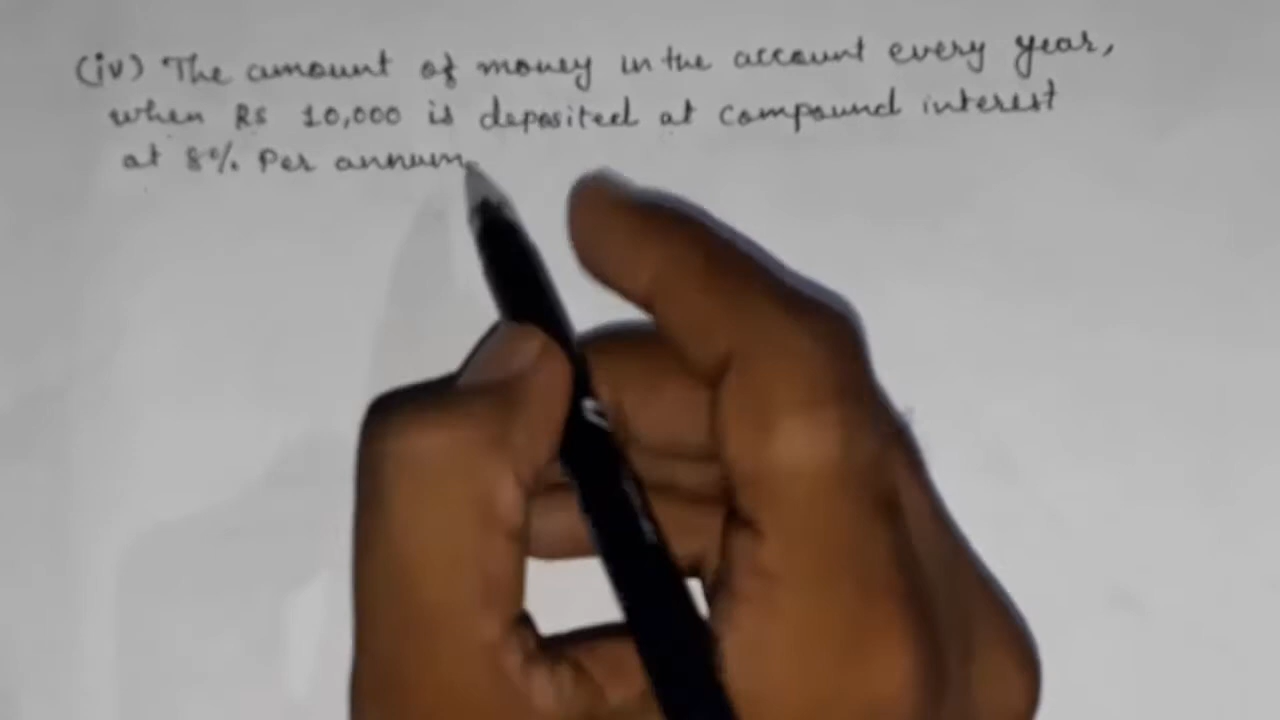 (iv) The amount of money in the account every year,
when Rs 10,000 is deposited at compound interest
at 8% Per annum.